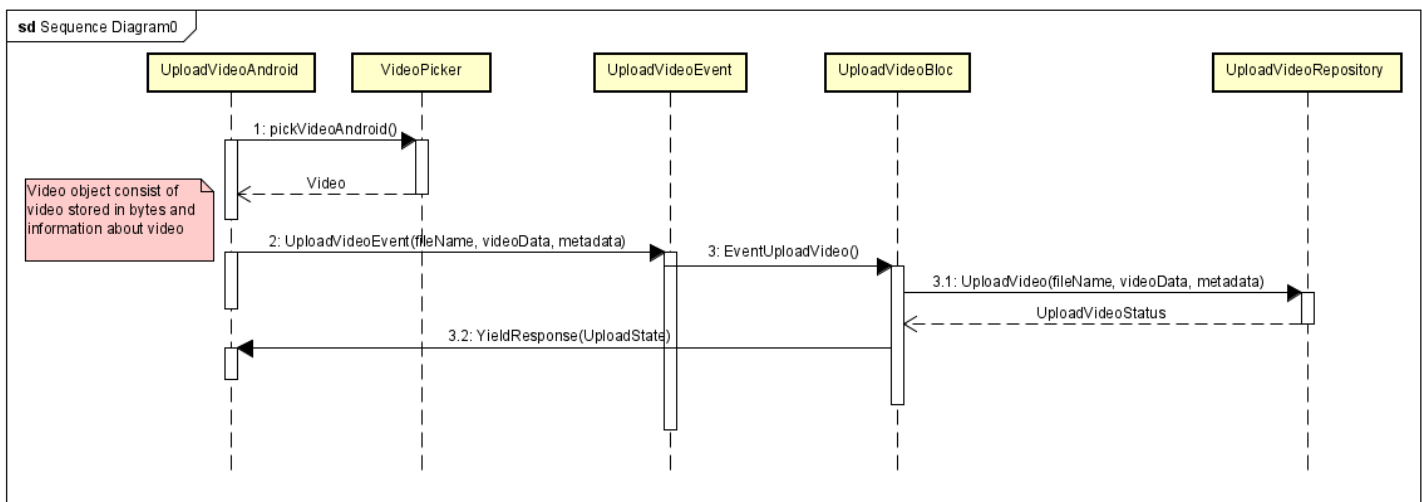 sd Sequence Diagram0
UploadVideoAndroid
VideoPicker
UploadVideoEvent
UploadVideoBloc
UploadVideoRepository
1: pickVideoAndroid()
Video
Video object consist of
video stored in bytes and
information about video
2: UploadVideoEvent(fileName, videoData, metadata)
3: EventUploadVideo()
3.1: UploadVideo(fileName, videoData, metadata)
UploadVideoStatus
3.2: YieldResponse(UploadState)